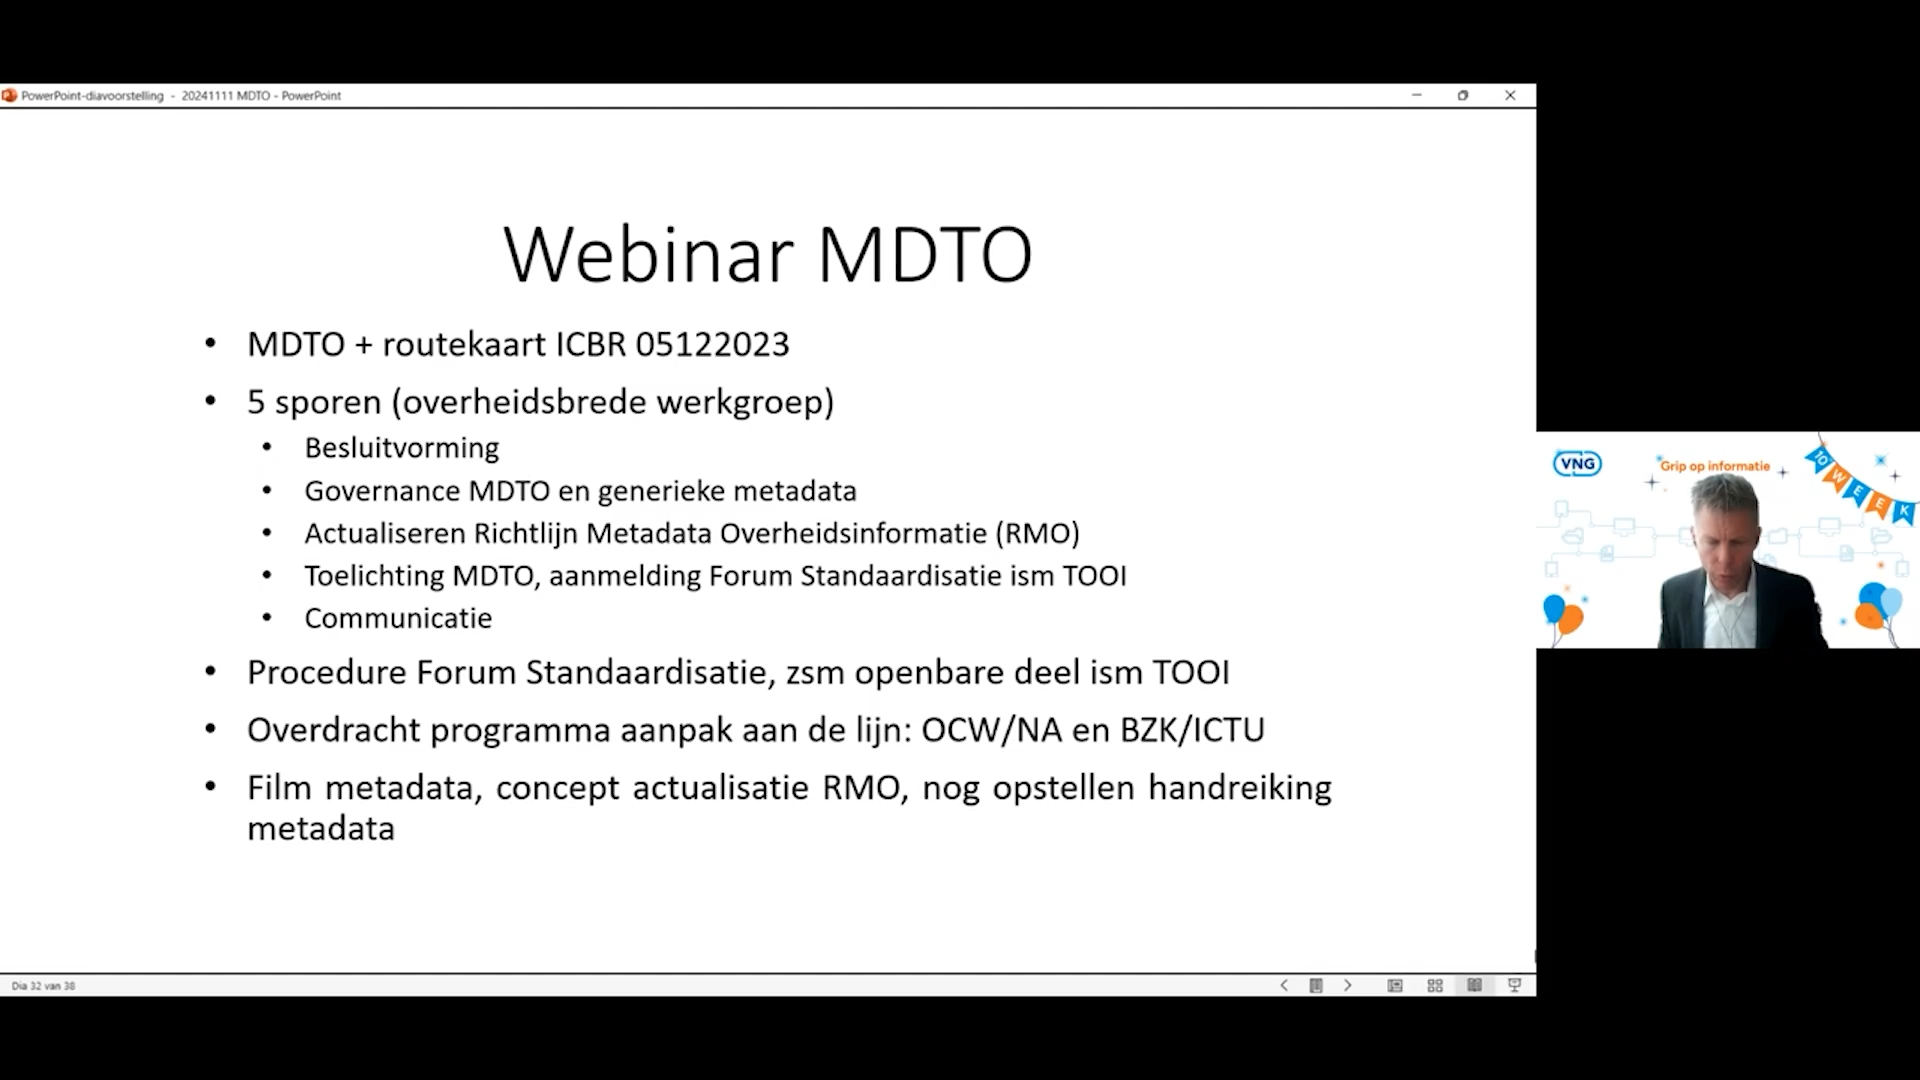 PowerPoint-diavoorstelling - 20241111 MDTO - PowerPoint
Webinar MDTO
• MDTO + routekaart ICBR 05122023
• 5 sporen (overheidsbrede werkgroep)
• Besluitvorming
• Governance MDTO en generieke metadata
• Actualiseren Richtlijn Metadata Overheidsinformatie (RMO)
• Toelichting MDTO, aanmelding Forum Standaardisatie ism TOOI
• Communicatie
• Procedure Forum Standaardisatie, zsm openbare deel ism TOOI
• Overdracht programma aanpak aan de lijn: OCW/NA en BZK/ICTU
• Film metadata, concept actualisatie RMO, nog opstellen handreiking
metadata
Dia 32 van 38
VNG
Grip op informatie
10 WEEK